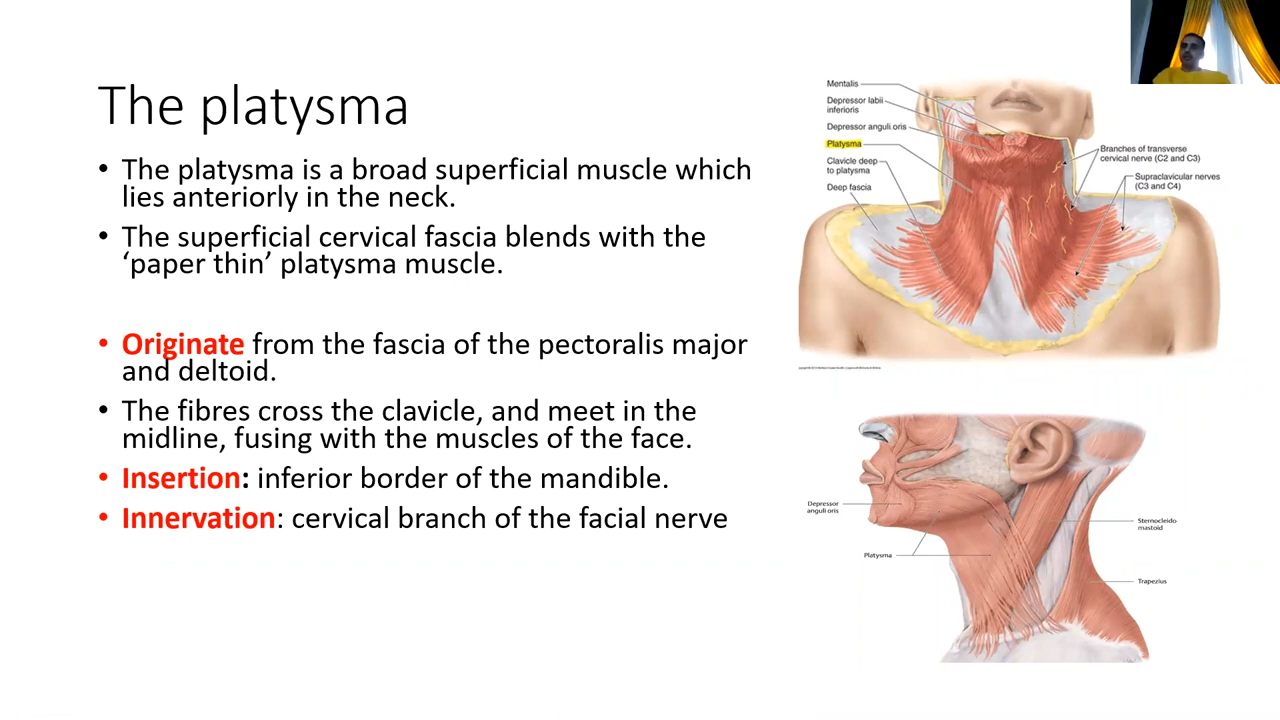 The platysma
• The platysma is a broad superficial muscle which
lies anteriorly in the neck.
• The superficial cervical fascia blends with the
‘paper thin’ platysma muscle.
• Originate from the fascia of the pectoralis major
and deltoid.
• The fibres cross the clavicle, and meet in the
midline, fusing with the muscles of the face.
• Insertion: inferior border of the mandible.
• Innervation: cervical branch of the facial nerve
Mentalis
Depressor labii
inferioris
Depressor anguli oris
Platysma
Clavicle deep
to platysma
Deep fascia
Branches of transverse
cervical nerve (C2 and C3)
Supraclavicular nerves
(C3 and C4)
Depressor
anguli oris
Platysma
Sternocleido
mastoid
Trapezius